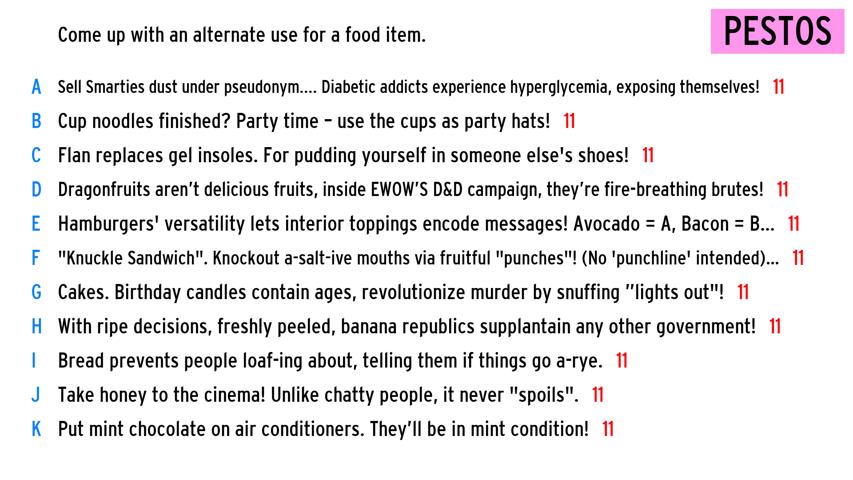 Come up with an alternate use for a food item.
PESTOS
A Sell Smarties dust under pseudonym.... Diabetic addicts experience hyperglycemia, exposing themselves! 11
B Cup noodles finished? Party time – use the cups as party hats! 11
C Flan replaces gel insoles. For pudding yourself in someone else's shoes! 11
D Dragonfruits aren’t delicious fruits, inside EWOW’S D&D campaign, they’re fire-breathing brutes! 11
E Hamburgers' versatility lets interior toppings encode messages! Avocado = A, Bacon = B... 11
F "Knuckle Sandwich". Knockout a-salt-ive mouths via fruitful "punches"! (No 'punchline' intended)... 11
G Cakes. Birthday candles contain ages, revolutionize murder by snuffing ”lights out"! 11
H With ripe decisions, freshly peeled, banana republics supplantain any other government! 11
I Bread prevents people loaf-ing about, telling them if things go a-rye. 11
J Take honey to the cinema! Unlike chatty people, it never "spoils". 11
K Put mint chocolate on air conditioners. They’ll be in mint condition! 11